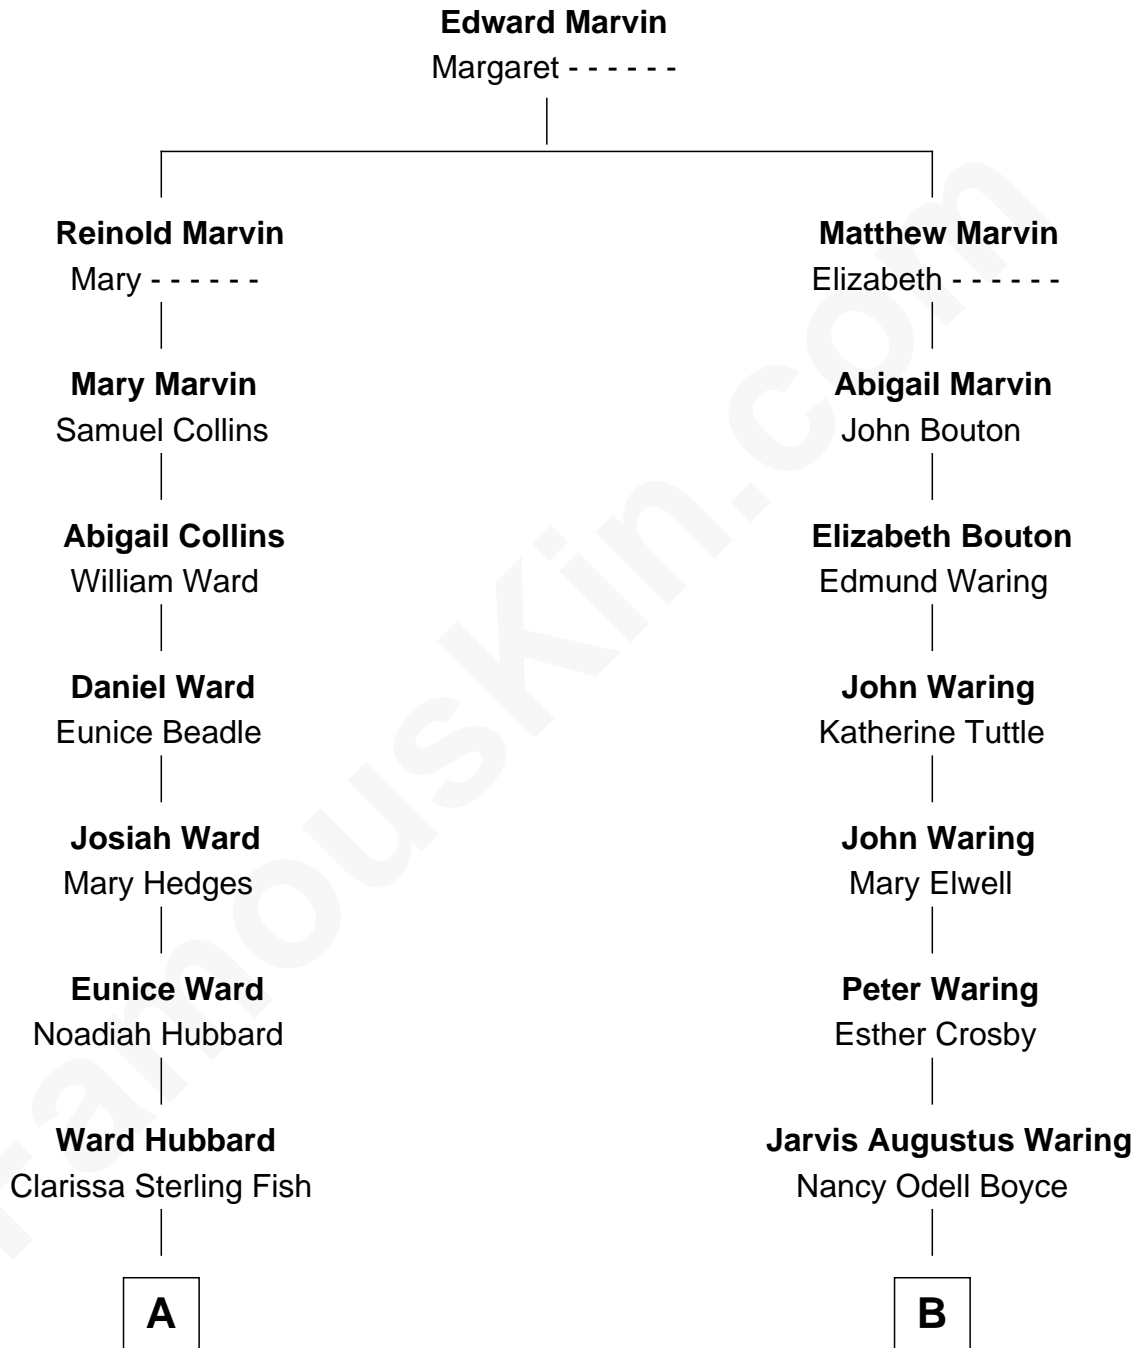 Edward Marvin
Margaret - - - - - -
Reinold Marvin
Mary - - - - - -
Matthew Marvin
Elizabeth - - - - - -
Mary Marvin
Samuel Collins
Abigail Marvin
John Bouton
Abigail Collins
William Ward
Elizabeth Bouton
Edmund Waring
Daniel Ward
Eunice Beadle
John Waring
Katherine Tuttle
Josiah Ward
Mary Hedges
John Waring
Mary Elwell
Eunice Ward
Noadiah Hubbard
Peter Waring
Esther Crosby
Ward Hubbard
Clarissa Sterling Fish
Jarvis Augustus Waring
Nancy Odell Boyce
A
B
FamousKin.com